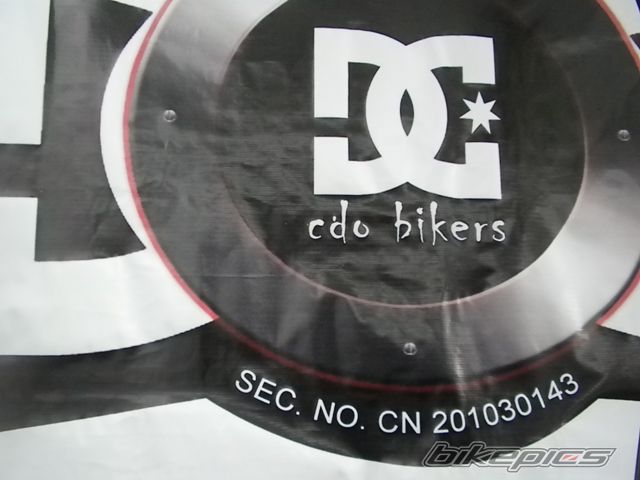 DC
cdo bikers
SEC. NO. CN 201030143
bikepics